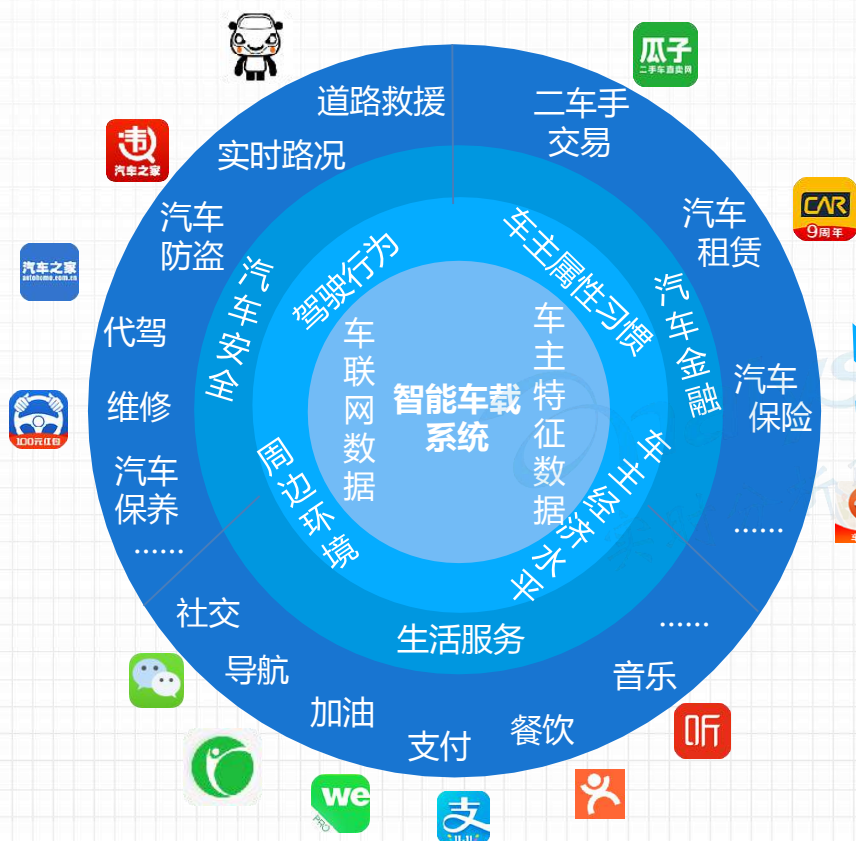 道路救援
实时路况
汽车
防盗
代驾
维修
汽车
保养
……
二车手
交易
汽车
租赁
汽车
保险
……
社交
导航
加油
支付
餐饮
音乐
……
汽车安全
汽车金融
生活服务
驾驶行为
周边环境
车主属性习惯
车主经济水平
车联网数据
车主特征数据
智能车载
系统
瓜子
二手车直卖网
CAR
9周年
汽车之家
汽车之家
autohome.com.cn
100元红包
we
PRO
支
听